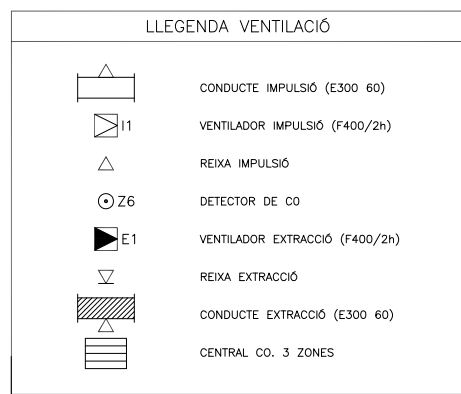 LLEGENDA VENTILACIÓ
CONDUCTE IMPULSIÓ (E300 60)
I1 VENTILADOR IMPULSIÓ (F400/2h)
REIXA IMPULSIÓ
Z6 DETECTOR DE CO
E1 VENTILADOR EXTRACCIÓ (F400/2h)
REIXA EXTRACCIÓ
CONDUCTE EXTRACCIÓ (E300 60)
CENTRAL CO. 3 ZONES